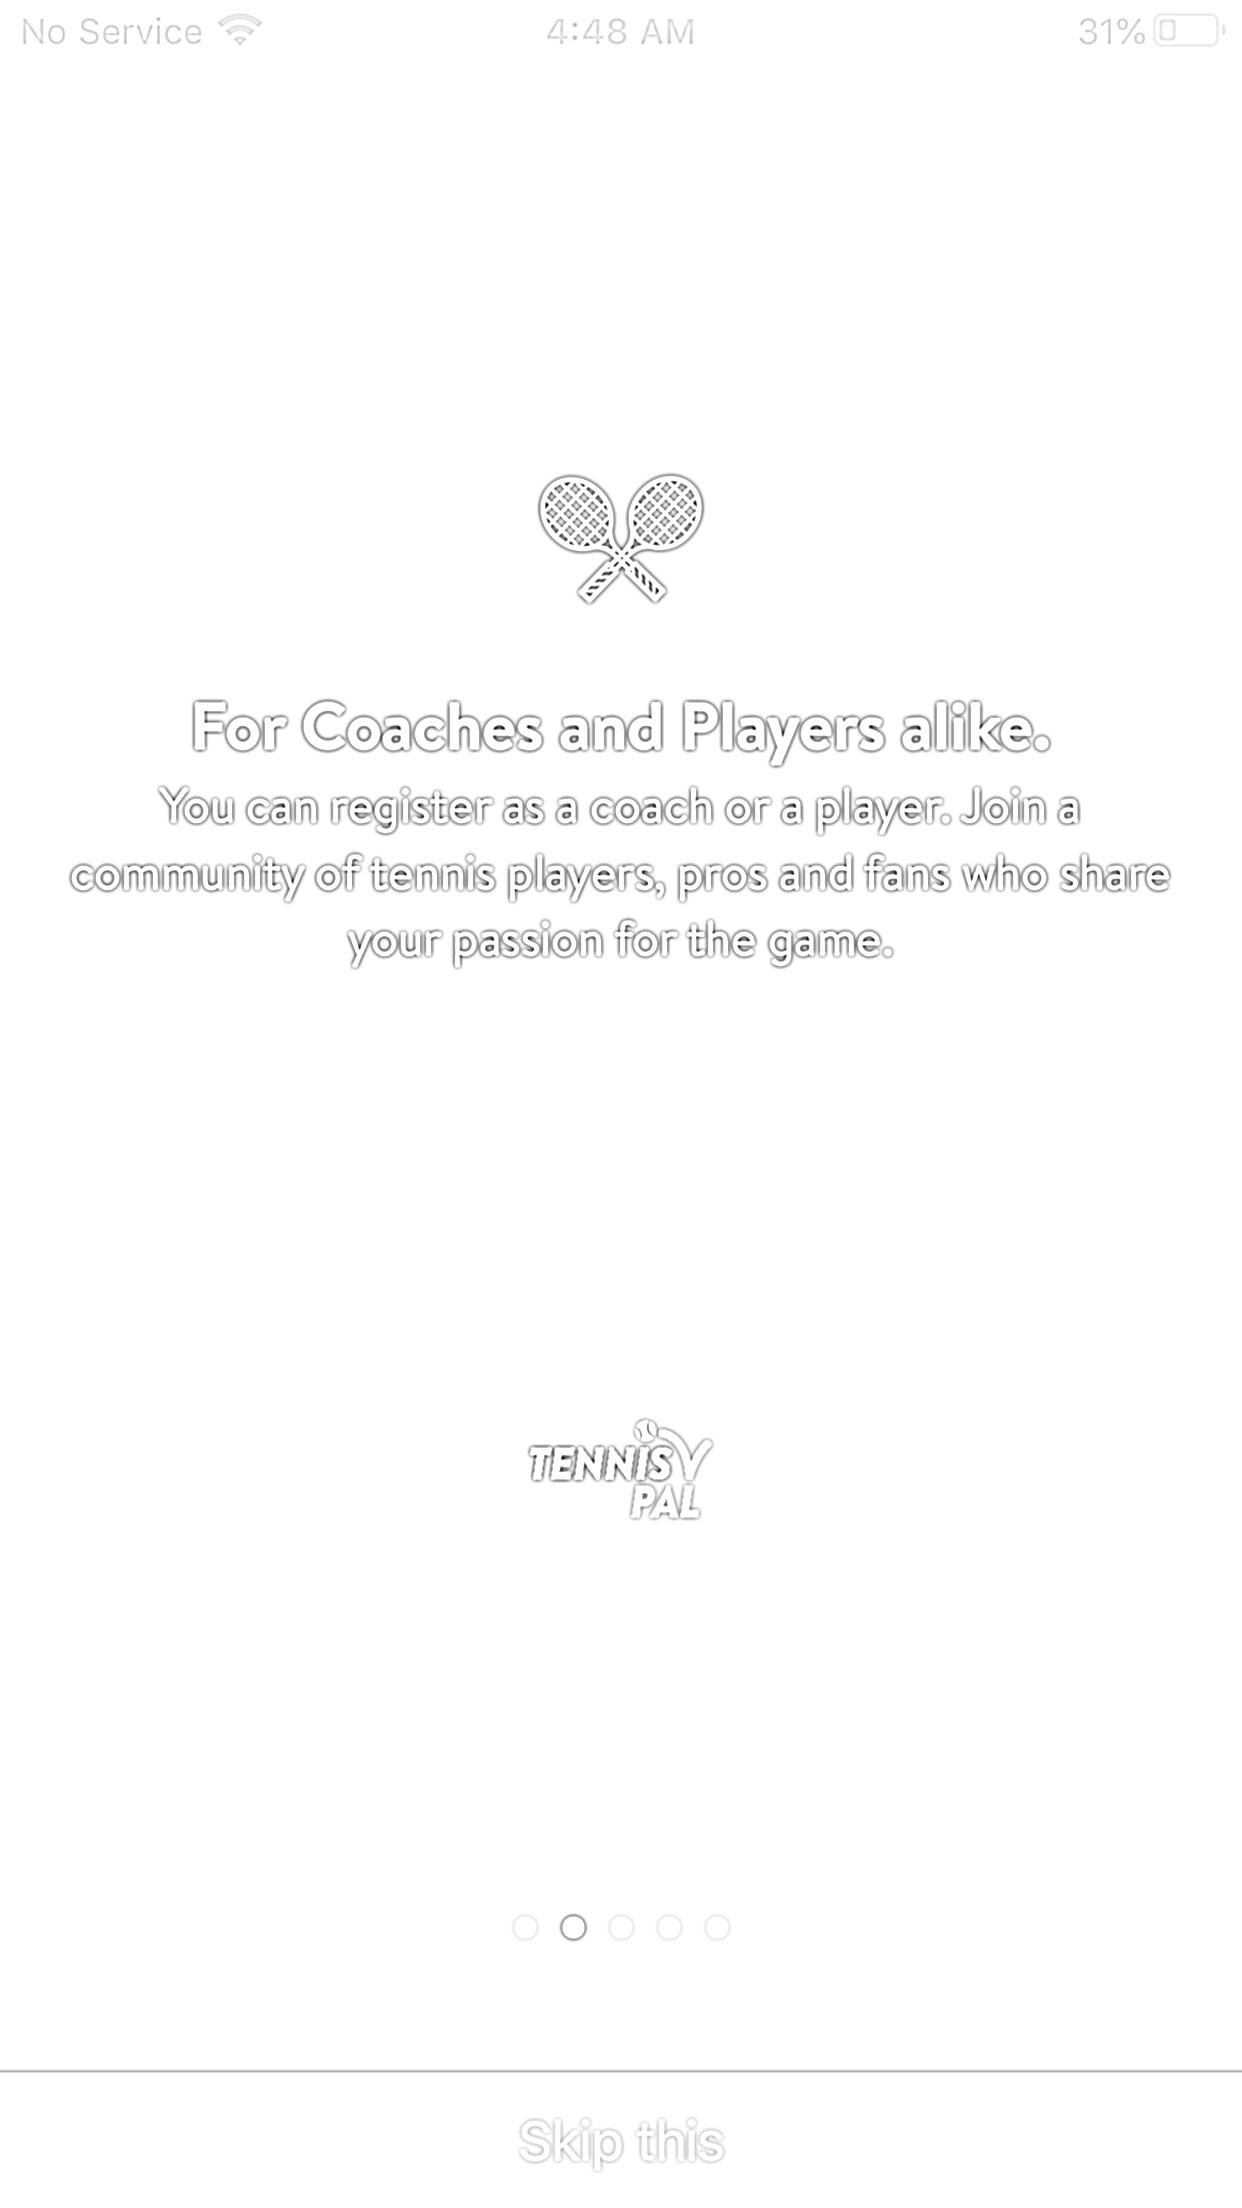 No Service 4:48 AM 31%
For Coaches and Players alike.
You can register as a coach or a player. Join a
community of tennis players, pros and fans who share
your passion for the game.
TENNIS
PAL
Skip this